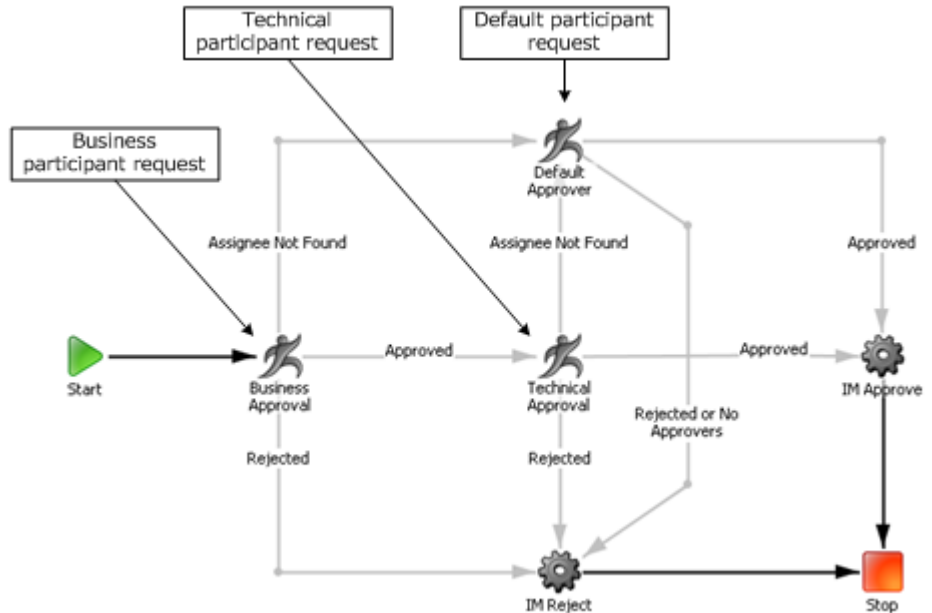 Technical
participant request
Default participant
request
Business
participant request
Default
Approver
Assignee Not Found
Assignee Not Found
Approved
Start
Approved
Approved
Business
Approval
Technical
Approval
IM Approve
Rejected or No
Approvers
Rejected
Rejected
IM Reject
Stop